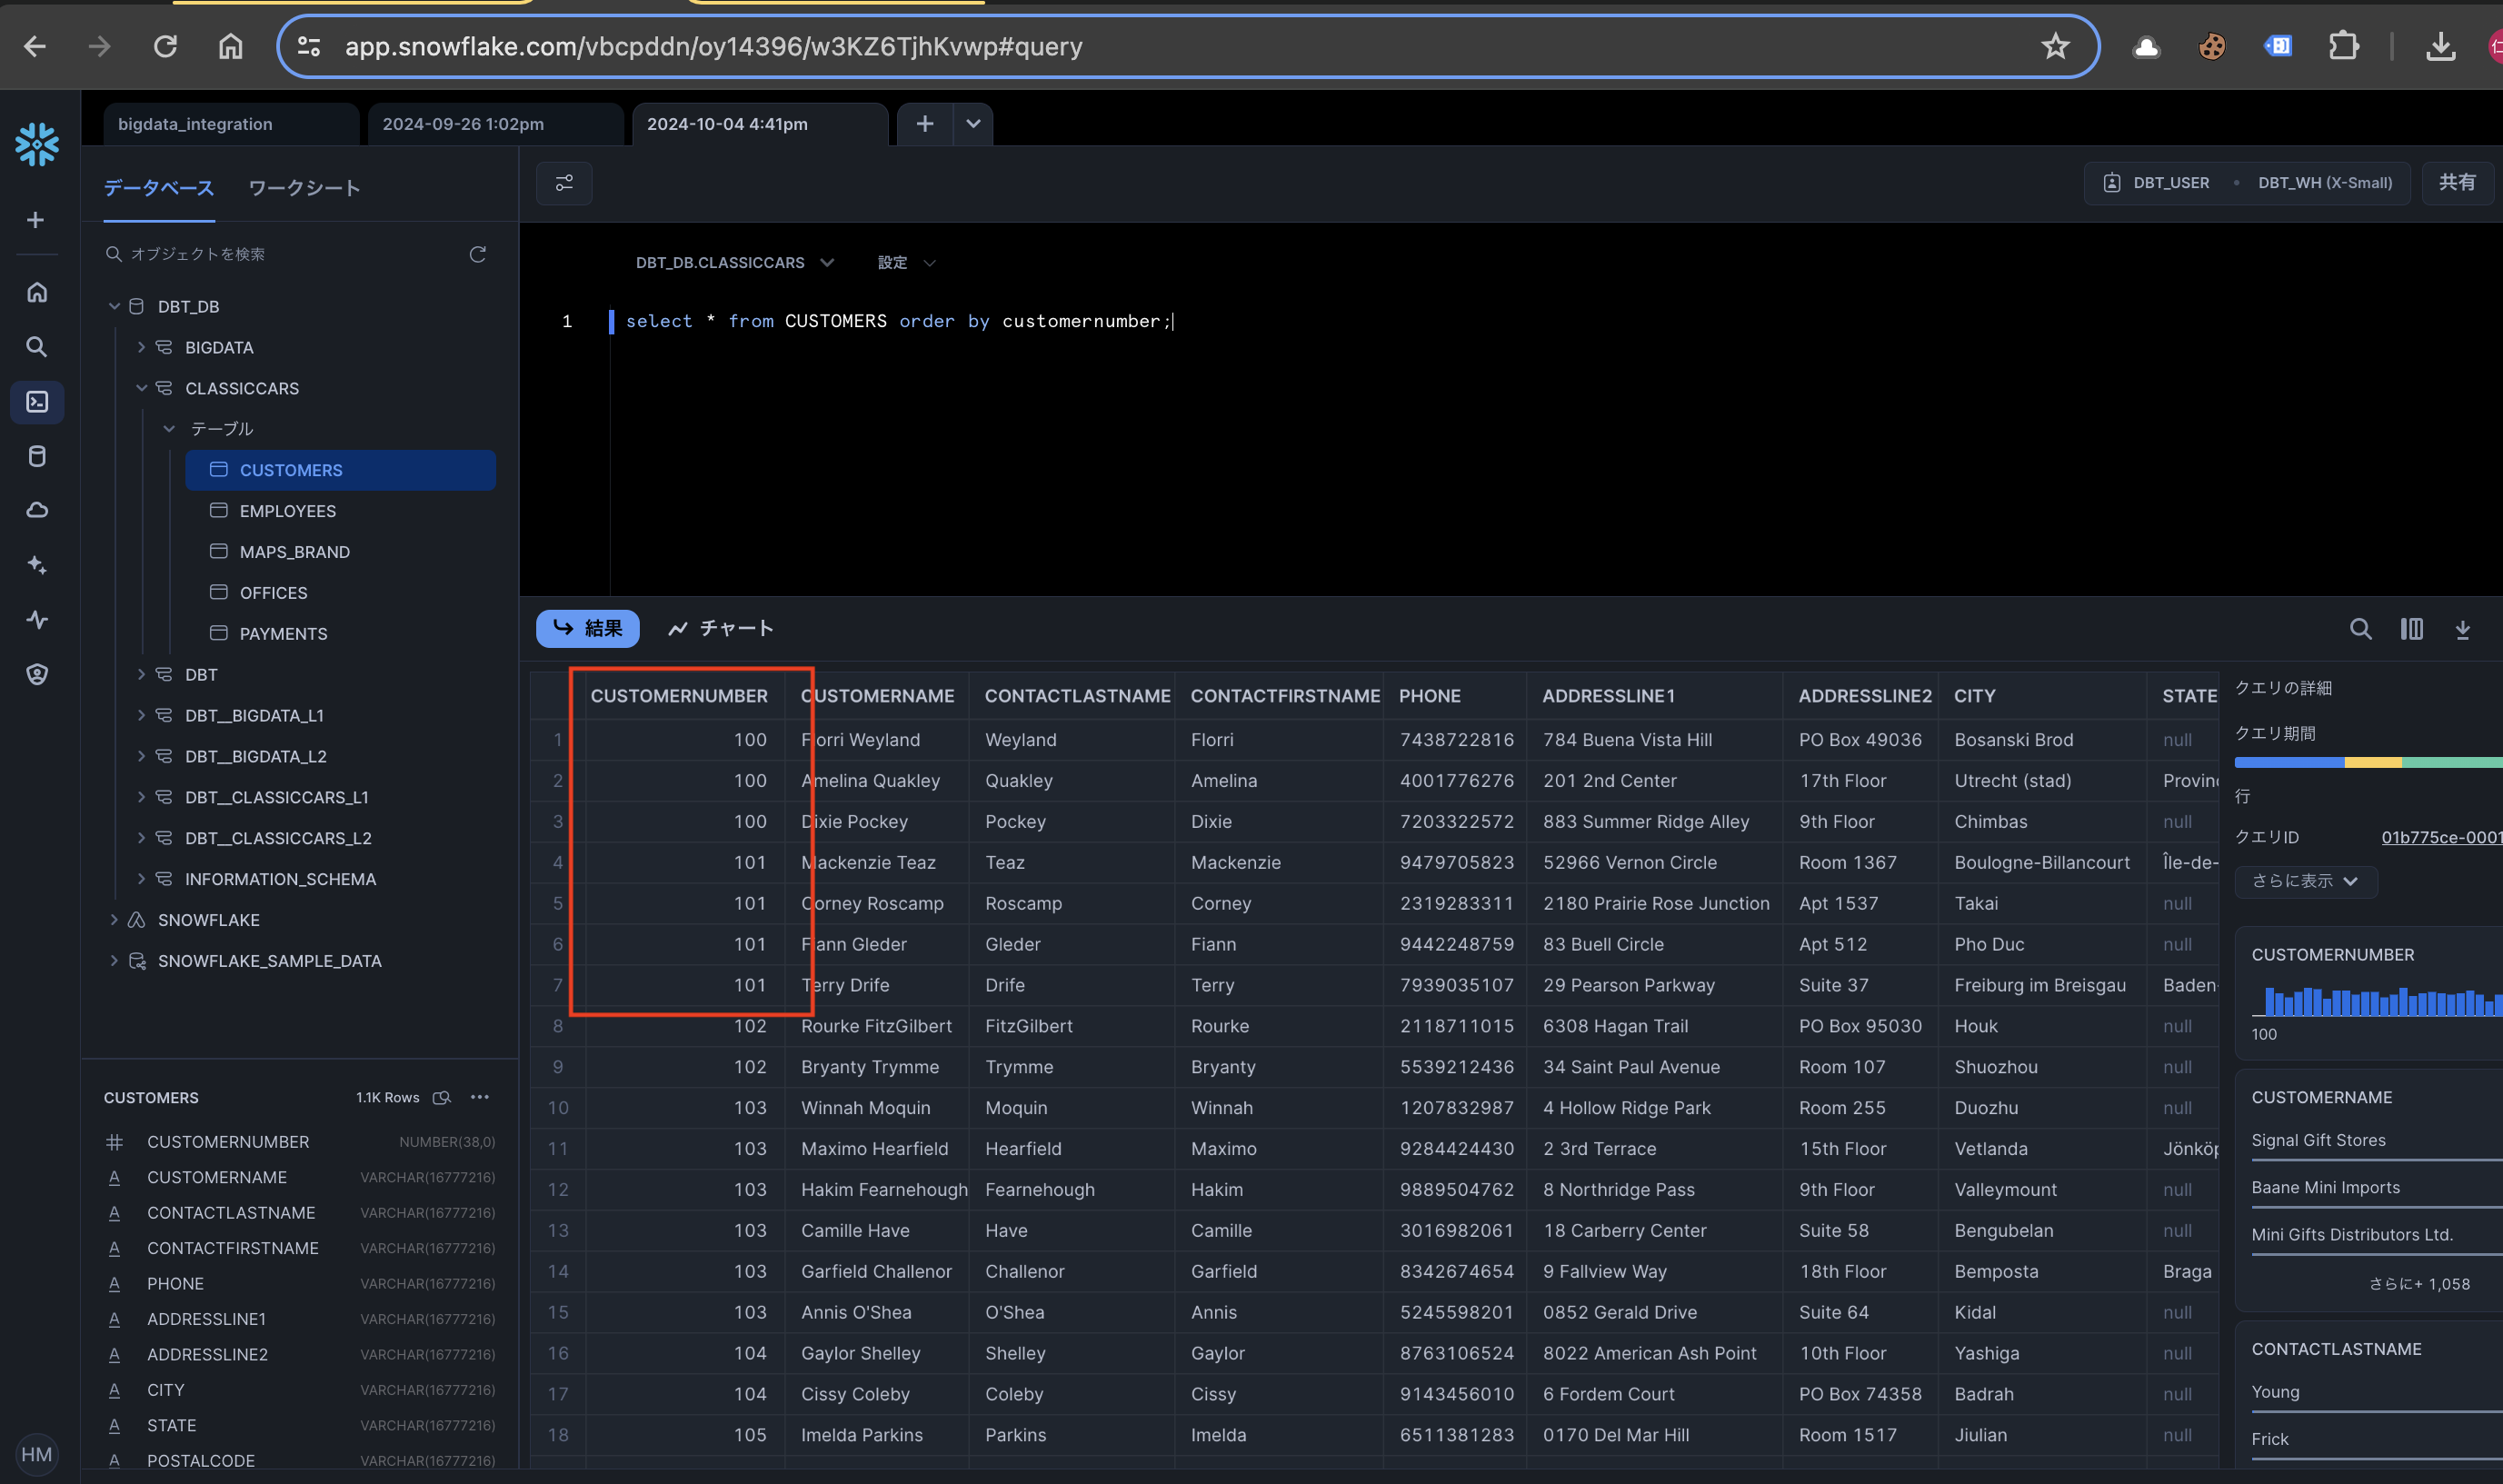 app.snowflake.com/vbcpddn/oy14396/w3KZ6TjhKvwp#query
bigdata_integration
2024-09-26 1:02pm
2024-10-04 4:41pm
データベース
ワークシート
オブジェクトを検索
DBT_DB
BIGDATA
CLASSICCARS
テーブル
CUSTOMERS
EMPLOYEES
MAPS_BRAND
OFFICES
PAYMENTS
DBT
DBT__BIGDATA_L1
DBT__BIGDATA_L2
DBT__CLASSICCARS_L1
DBT__CLASSICCARS_L2
INFORMATION_SCHEMA
SNOWFLAKE
SNOWFLAKE_SAMPLE_DATA
CUSTOMERS 1.1K Rows
CUSTOMERNUMBER NUMBER(38,0)
CUSTOMERNAME VARCHAR(16777216)
CONTACTLASTNAME VARCHAR(16777216)
CONTACTFIRSTNAME VARCHAR(16777216)
PHONE VARCHAR(16777216)
ADDRESSLINE1 VARCHAR(16777216)
ADDRESSLINE2 VARCHAR(16777216)
CITY VARCHAR(16777216)
STATE VARCHAR(16777216)
POSTALCODE VARCHAR(16777216)
HM
DBT_USER • DBT_WH (X-Small)
共有
DBT_DB.CLASSICCARS 設定
1 select * from CUSTOMERS order by customernumber;
結果 チャート
CUSTOMERNUMBER CUSTOMERNAME CONTACTLASTNAME CONTACTFIRSTNAME PHONE ADDRESSLINE1 ADDRESSLINE2 CITY STATE
1 100 Florri Weyland Weyland Florri 7438722816 784 Buena Vista Hill PO Box 49036 Bosanski Brod null
2 100 Amelina Quakley Quakley Amelina 4001776276 201 2nd Center 17th Floor Utrecht (stad) Provinc
3 100 Dixie Pockey Pockey Dixie 7203322572 883 Summer Ridge Alley 9th Floor Chimbas null
4 101 Mackenzie Teaz Teaz Mackenzie 9479705823 52966 Vernon Circle Room 1367 Boulogne-Billancourt Île-de-
5 101 Corney Roscamp Roscamp Corney 2319283311 2180 Prairie Rose Junction Apt 1537 Takai null
6 101 Fiann Gleder Gleder Fiann 9442248759 83 Buell Circle Apt 512 Pho Duc null
7 101 Terry Drife Drife Terry 7939035107 29 Pearson Parkway Suite 37 Freiburg im Breisgau Baden-
8 102 Rourke FitzGilbert FitzGilbert Rourke 2118711015 6308 Hagan Trail PO Box 95030 Houk null
9 102 Bryanty Trymme Trymme Bryanty 5539212436 34 Saint Paul Avenue Room 107 Shuozhou null
10 103 Winnah Moquin Moquin Winnah 1207832987 4 Hollow Ridge Park Room 255 Duozhu null
11 103 Maximo Hearfield Hearfield Maximo 9284424430 2 3rd Terrace 15th Floor Vetlanda Jönköp
12 103 Hakim Fearnehough Fearnehough Hakim 9889504762 8 Northridge Pass 9th Floor Valleymount null
13 103 Camille Have Have Camille 3016982061 18 Carberry Center Suite 58 Bengubelan null
14 103 Garfield Challenor Challenor Garfield 8342674654 9 Fallview Way 18th Floor Bemposta Braga
15 103 Annis O'Shea O'Shea Annis 5245598201 0852 Gerald Drive Suite 64 Kidal null
16 104 Gaylor Shelley Shelley Gaylor 8763106524 8022 American Ash Point 10th Floor Yashiga null
17 104 Cissy Coleby Coleby Cissy 9143456010 6 Fordem Court PO Box 74358 Badrah null
18 105 Imelda Parkins Parkins Imelda 6511381283 0170 Del Mar Hill Room 1517 Jiulian null
クエリの詳細
クエリ期間
行
クエリID 01b775ce-0001
さらに表示
CUSTOMERNUMBER
100
CUSTOMERNAME
Signal Gift Stores
Baane Mini Imports
Mini Gifts Distributors Ltd.
さらに+ 1,058
CONTACTLASTNAME
Young
Frick